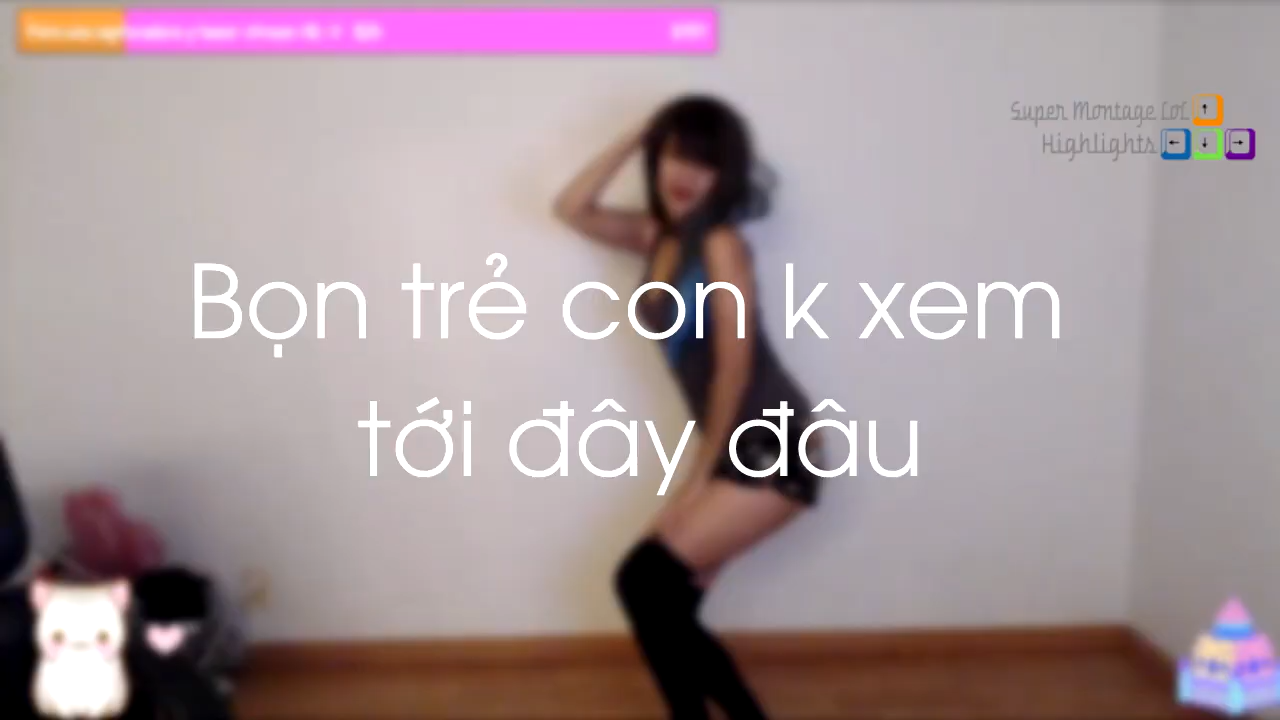 Super Montage LoL
Highlights
Bọn trẻ con k xem
tới đây đâu